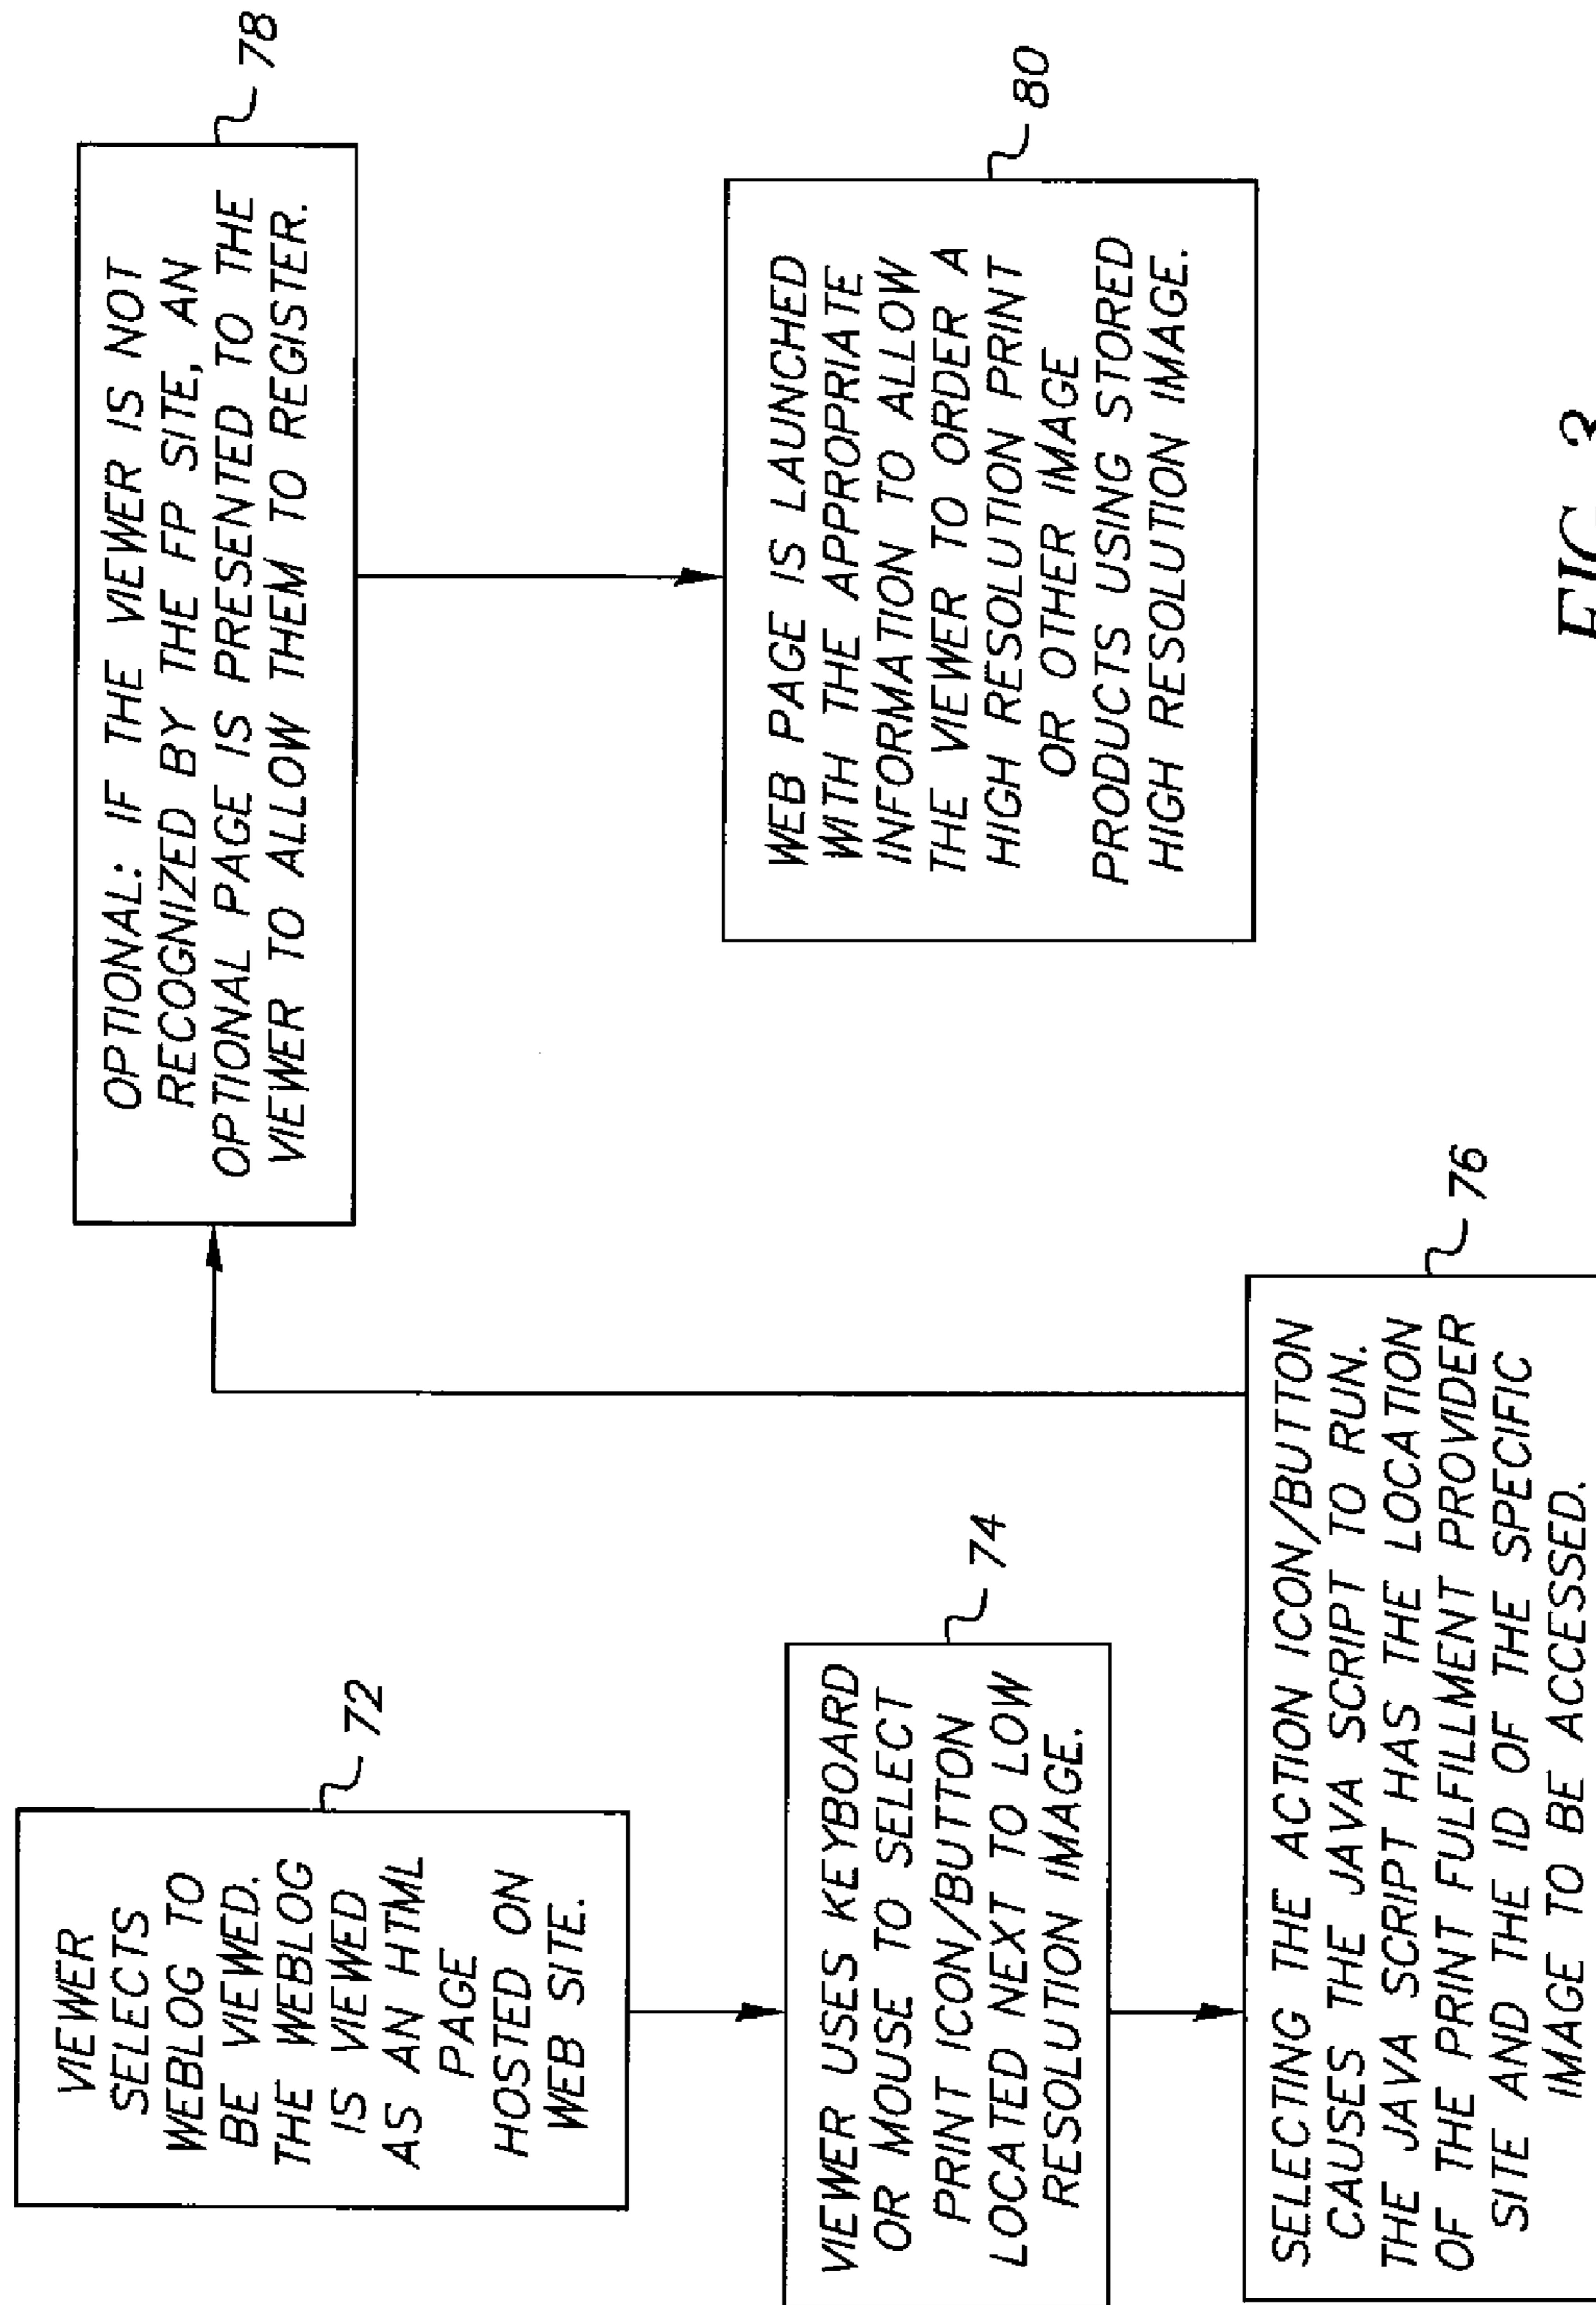 VIEWER
SELECTS
WEBLOG TO
BE VIEWED.
THE WEBLOG
IS VIEWED
AS AN HTML
PAGE
HOSTED ON
WEB SITE.
72
VIEWER USES KEYBOARD
OR MOUSE TO SELECT
PRINT ICON/BUTTON
LOCATED NEXT TO LOW
RESOLUTION IMAGE.
74
SELECTING THE ACTION ICON/BUTTON
CAUSES THE JAVA SCRIPT TO RUN.
THE JAVA SCRIPT HAS THE LOCATION
OF THE PRINT FULFILLMENT PROVIDER
SITE AND THE ID OF THE SPECIFIC
IMAGE TO BE ACCESSED.
76
OPTIONAL: IF THE VIEWER IS NOT
RECOGNIZED BY THE FP SITE, AN
OPTIONAL PAGE IS PRESENTED TO THE
VIEWER TO ALLOW THEM TO REGISTER.
78
WEB PAGE IS LAUNCHED
WITH THE APPROPRIATE
INFORMATION TO ALLOW
THE VIEWER TO ORDER A
HIGH RESOLUTION PRINT
OR OTHER IMAGE
PRODUCTS USING STORED
HIGH RESOLUTION IMAGE.
80
FIG. 3